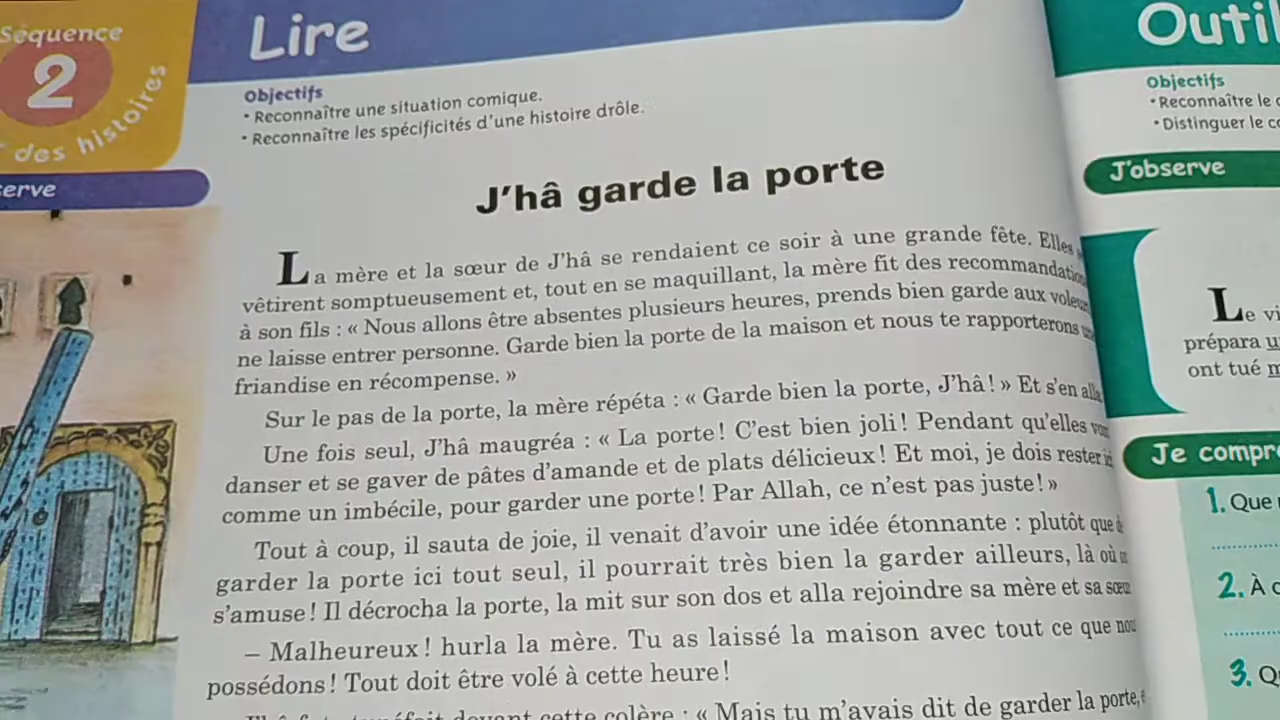 Séquence
2
des histoires
Lire
Objectifs
• Reconnaître une situation comique.
• Reconnaître les spécificités d'une histoire drôle.
J'hâ garde la porte
La mère et la sœur de J'hâ se rendaient ce soir à une grande fête. Elles
vêtirent somptueusement et, tout en se maquillant, la mère fit des
à son fils : « Nous allons être absentes plusieurs heures, prends bien garde aux
ne laisse entrer personne. Garde bien la porte de la maison et nous te rapporterons
friandise en récompense. »
Sur le pas de la porte, la mère répéta : « Garde bien la porte, J'hâ! » Et s'en
Une fois seul, J'hâ maugréa : « La porte! C'est bien joli! Pendant qu'elles
danser et se gaver de pâtes d'amande et de plats délicieux! Et moi, je dois rester
comme un imbécile, pour garder une porte! Par Allah, ce n'est pas juste!»
Tout à coup, il sauta de joie, il venait d'avoir une idée étonnante : plutôt que
garder la porte ici tout seul, il pourrait très bien la garder ailleurs, là où
s'amuse! Il décrocha la porte, la mit sur son dos et alla rejoindre sa mère et sa sœur
– Malheureux! hurla la mère. Tu as laissé la maison avec tout ce que
possédons! Tout doit être volé à cette heure!
devant cette colère : « Mais tu m'avais dit de garder la porte,
Objectifs
• Reconnaître le
• Distinguer le
J'observe
Le
prépara
ont tué
Je
1. Que
2. À
3.